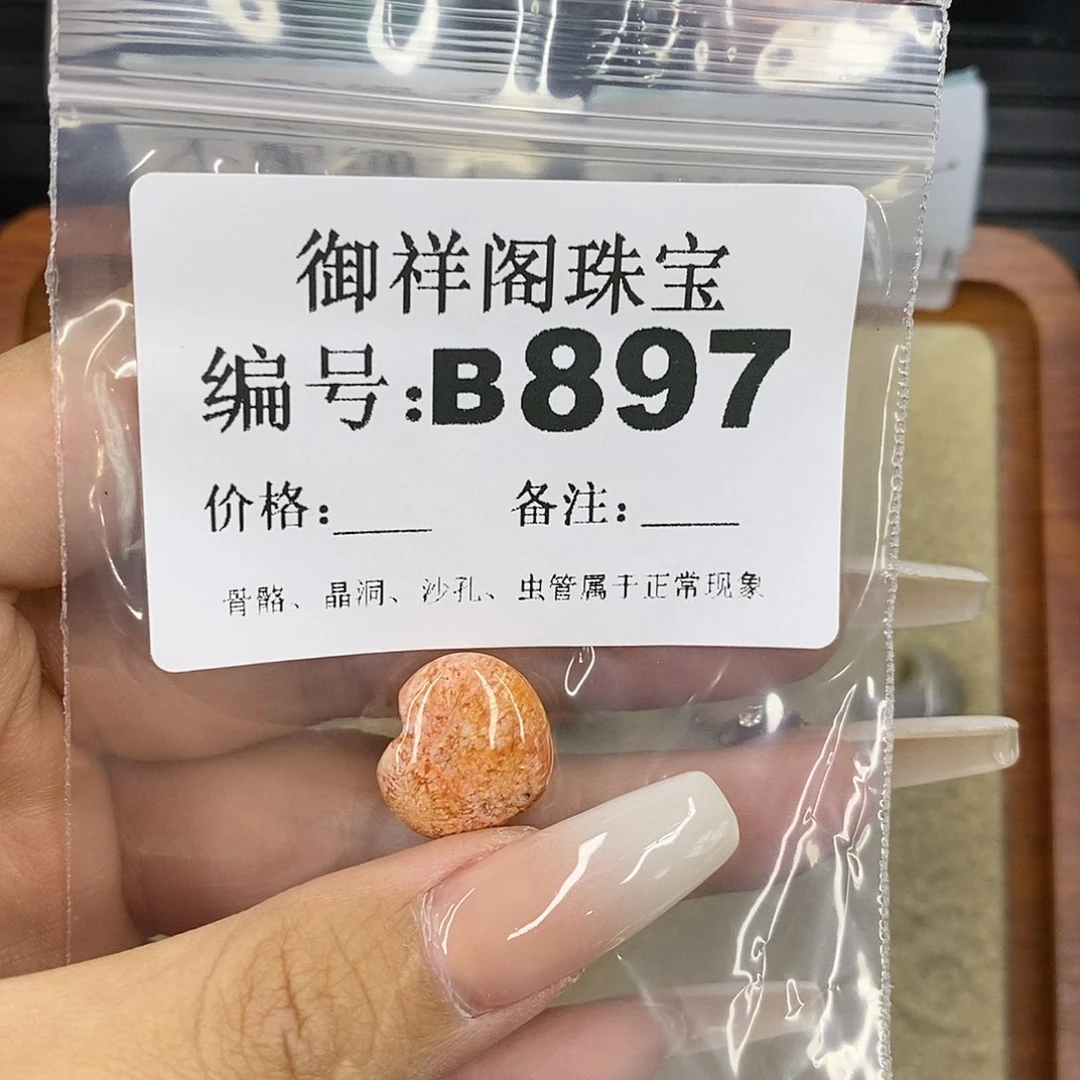 御祥阁珠宝
编号:B897
价格:____ 备注:____
骨骼、晶洞、沙孔、虫管属于正常现象